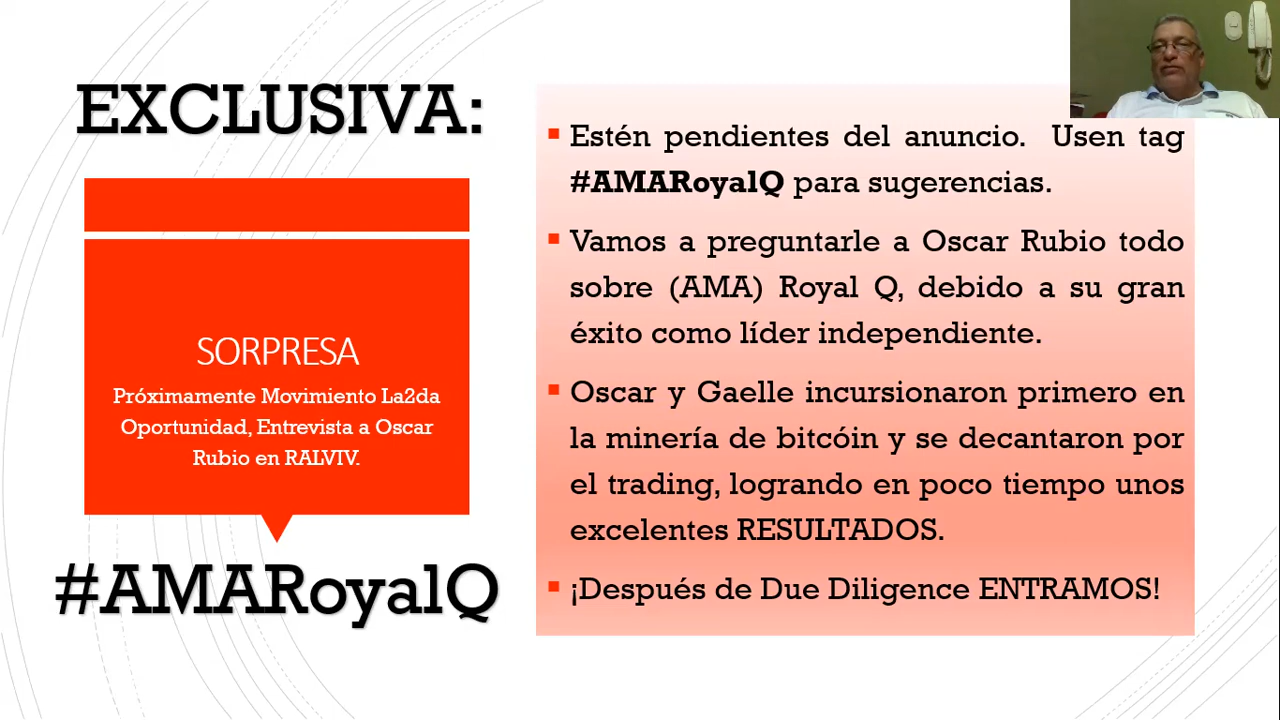 EXCLUSIVA:
SORPRESA
Próximamente Movimiento La2da
Oportunidad, Entrevista a Oscar
Rubio en RALVIV.
#AMARoyalQ
Estén pendientes del anuncio. Usen tag
#AMARoyalQ para sugerencias.
Vamos a preguntarle a Oscar Rubio todo
sobre (AMA) Royal Q, debido a su gran
éxito como líder independiente.
Oscar y Gaelle incursionaron primero en
la minería de bitcóin y se decantaron por
el trading, logrando en poco tiempo unos
excelentes RESULTADOS.
¡Después de Due Diligence ENTRAMOS!